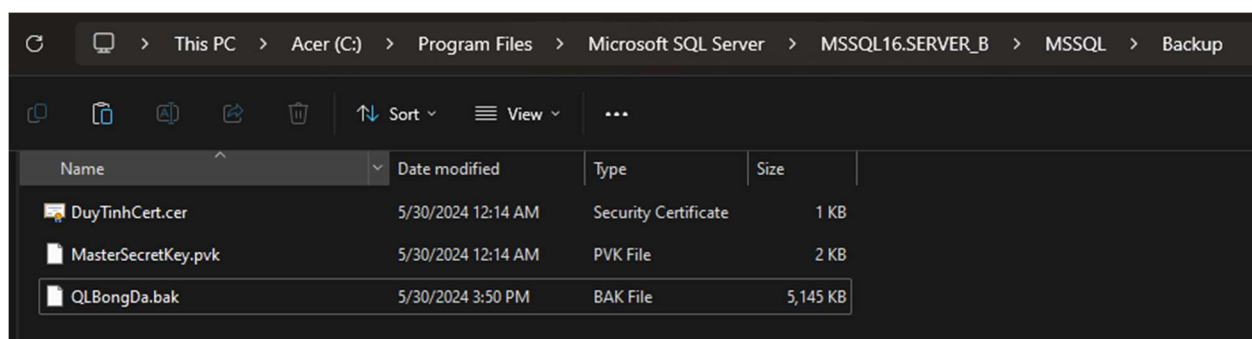 This PC > Acer (C:) > Program Files > Microsoft SQL Server > MSSQL16.SERVER_B > MSSQL > Backup
Sort View ...
Name Date modified Type Size
DuyTinhCert.cer 5/30/2024 12:14 AM Security Certificate 1 KB
MasterSecretKey.pvk 5/30/2024 12:14 AM PVK File 2 KB
QLBongDa.bak 5/30/2024 3:50 PM BAK File 5,145 KB